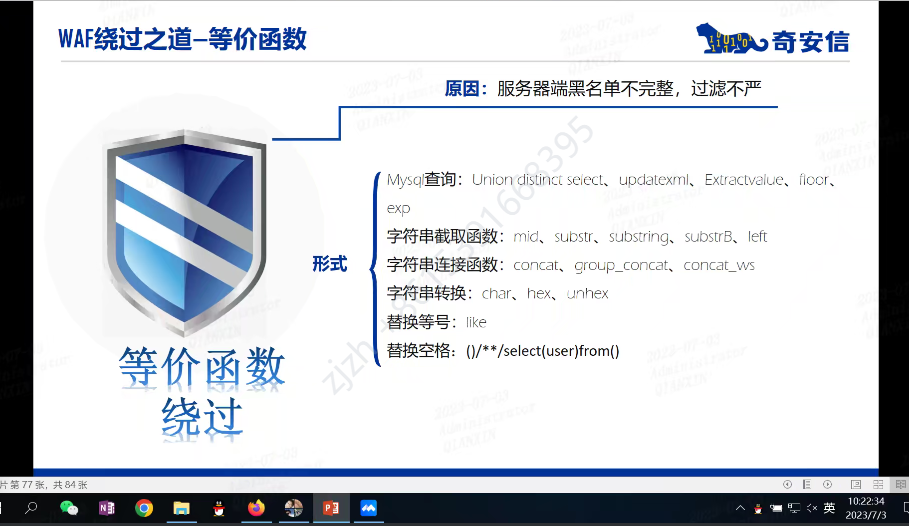 WAF绕过之道—等价函数
奇安信
原因：服务器端黑名单不完整，过滤不严
Mysql查询：Union distinct select、updatexml、Extractvalue、floor、
exp
字符串截取函数：mid、substr、substring、substrB、left
形式
字符串连接函数：concat、group_concat、concat_ws
字符串转换：char、hex、unhex
替换等号：like
替换空格：()/**/select(user)from()
等价函数
绕过
2023-07-03
Administrator
QIANXIN
片第 77 张，共 84 张
英
10:22:34
2023/7/3